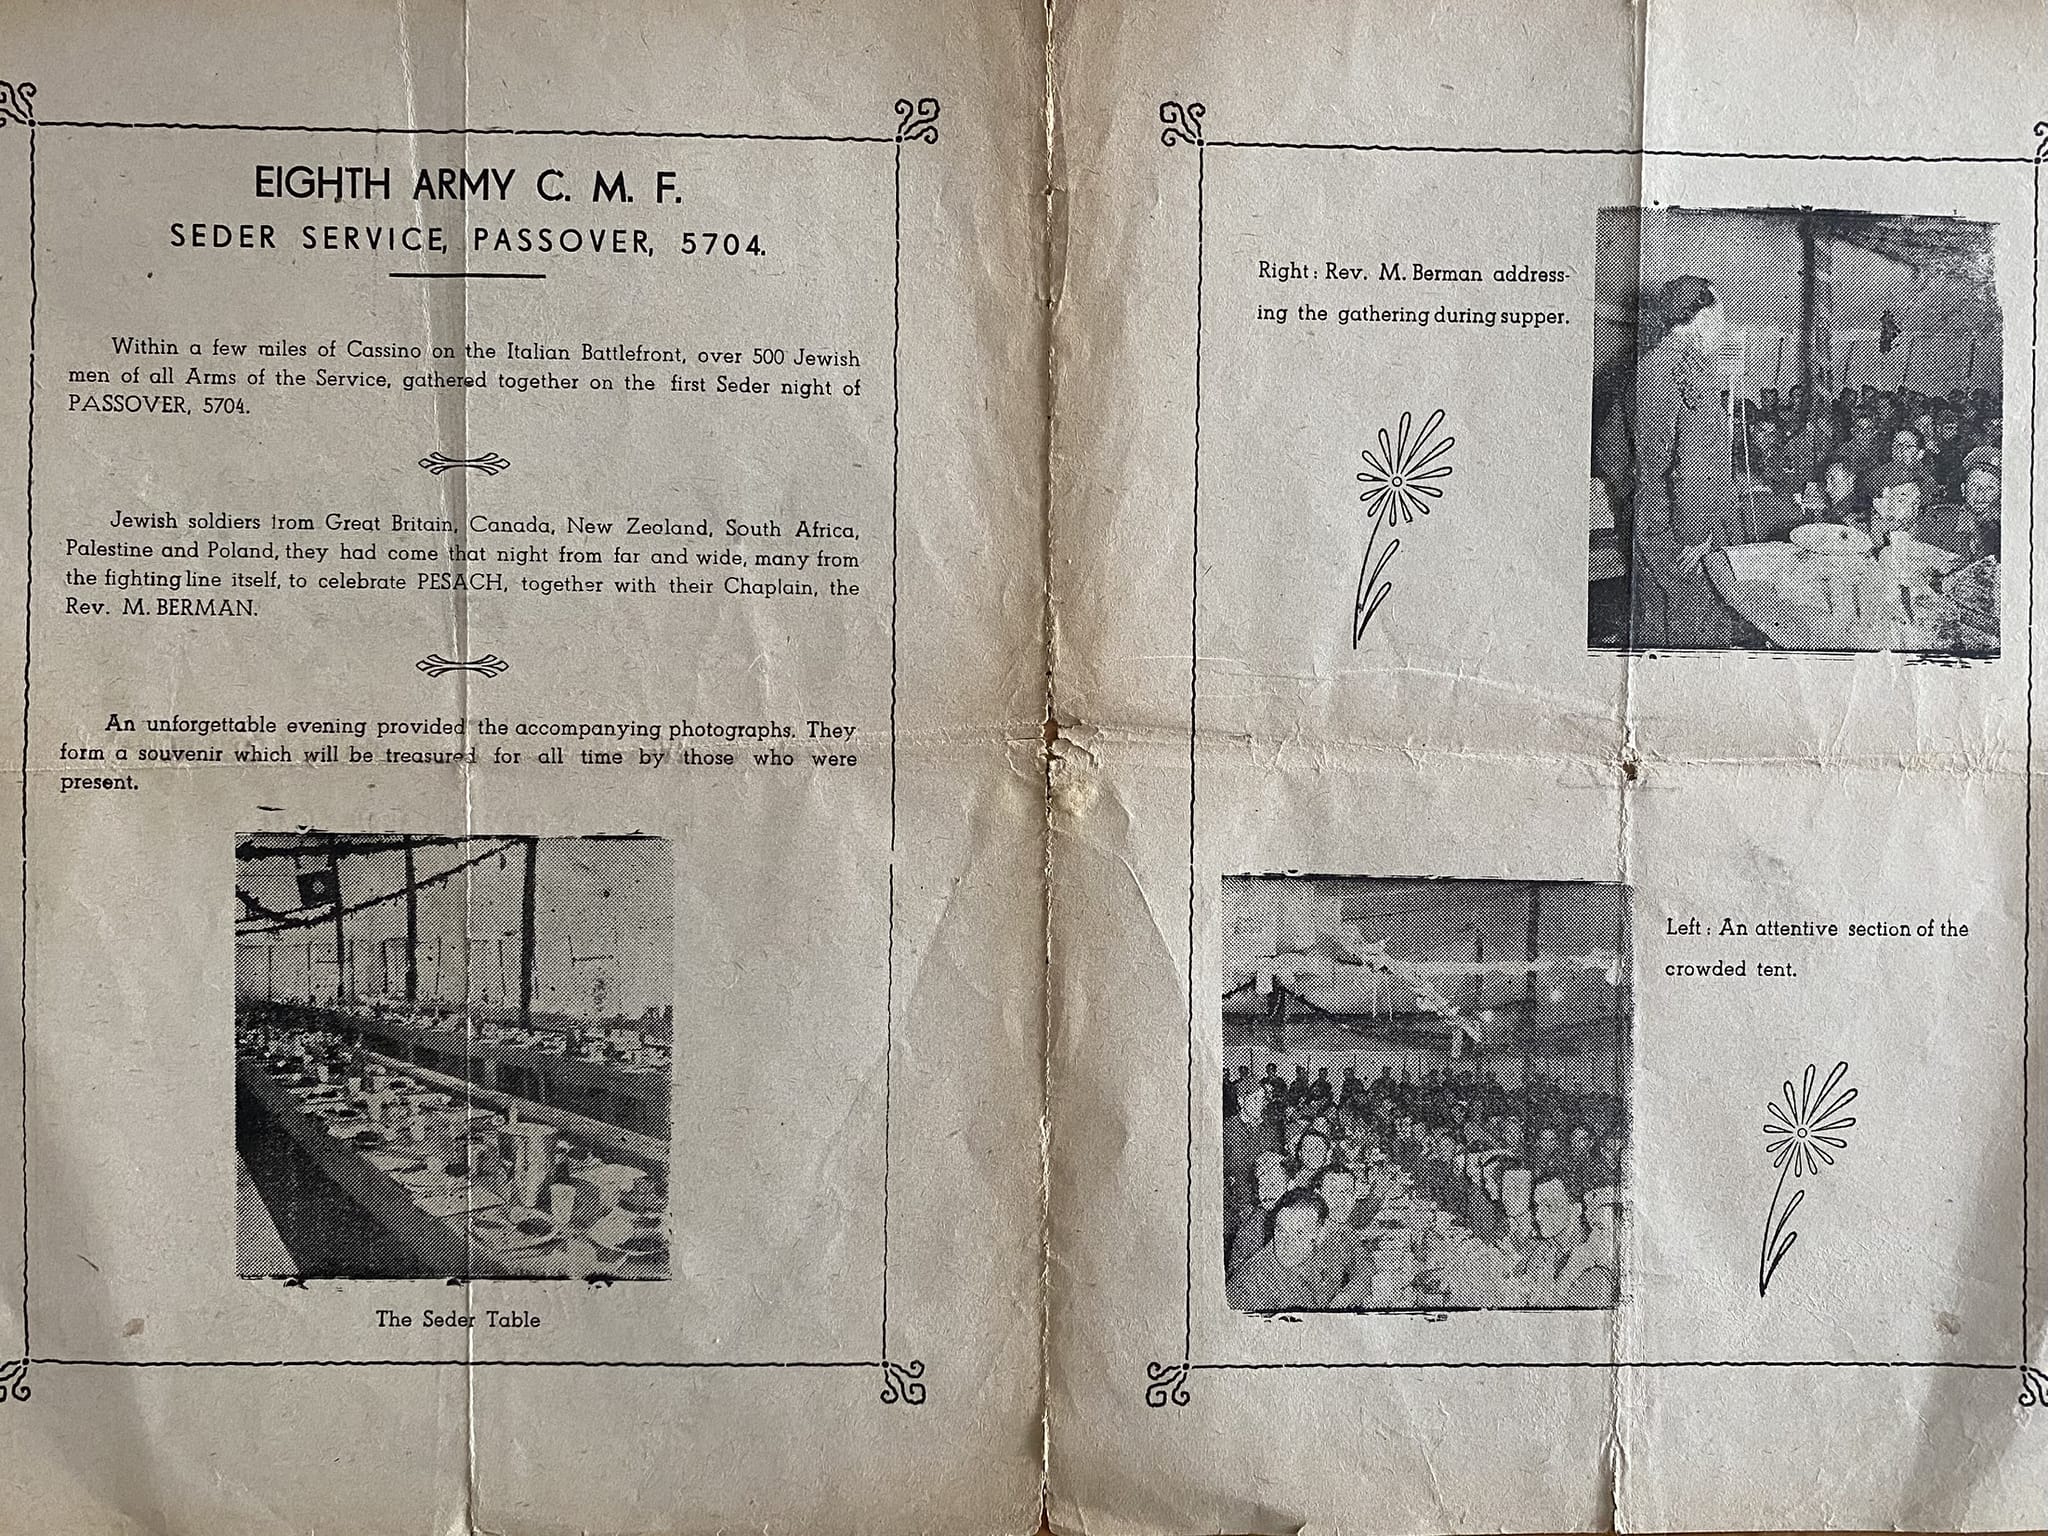 EIGHTH ARMY C. M. F.
SEDER SERVICE, PASSOVER, 5704.
Within a few miles of Cassino on the Italian Battlefront, over 500 Jewish
men of all Arms of the Service, gathered together on the first Seder night of
PASSOVER, 5704.
Jewish soldiers from Great Britain, Canada, New Zealand, South Africa,
Palestine and Poland, they had come that night from far and wide, many from
the fighting line itself, to celebrate PESACH, together with their Chaplain, the
Rev. M. BERMAN.
An unforgettable evening provided the accompanying photographs. They
form a souvenir which will be treasured for all time by those who were
present.
The Seder Table
Right: Rev. M. Berman address-
ing the gathering during supper.
Left: An attentive section of the
crowded tent.